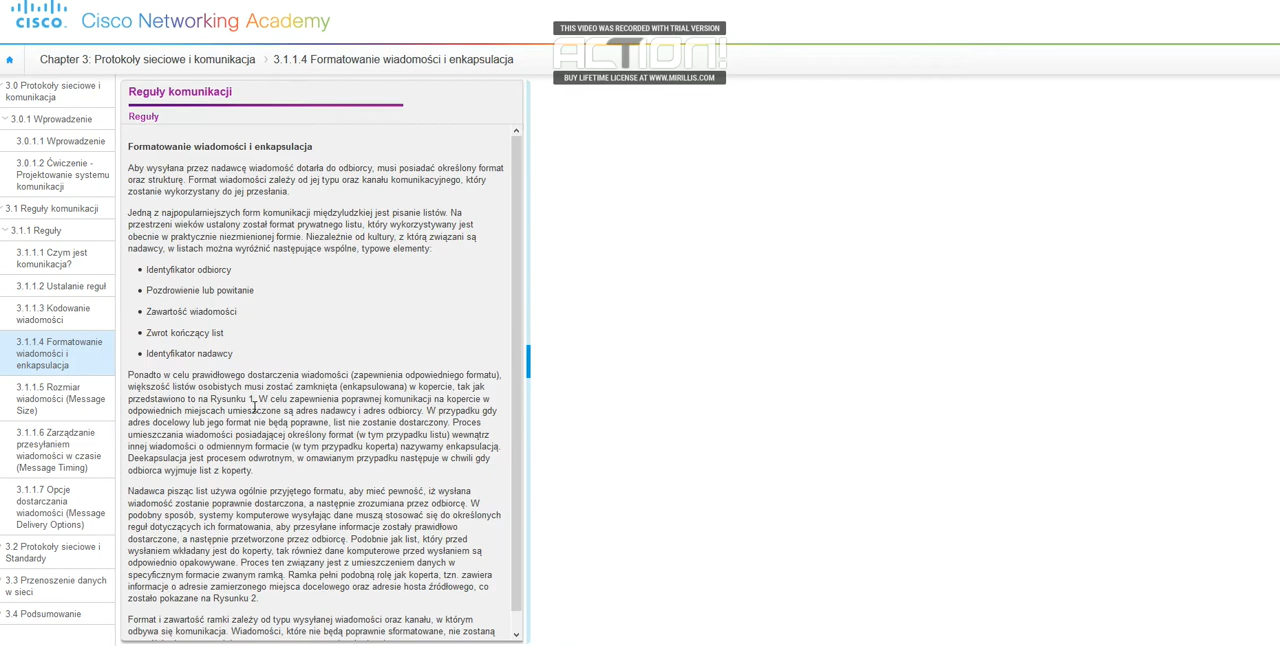 cisco.
Cisco Networking Academy
THIS VIDEO WAS RECORDED WITH TRIAL VERSION
ACTION!
BUY LIFETIME LICENSE AT WWW.MIRILLIS.COM
Chapter 3: Protokoły sieciowe i komunikacja
3.1.1.4 Formatowanie wiadomości i enkapsulacja
3.0 Protokoły sieciowe i
komunikacja
3.0.1 Wprowadzenie
3.0.1.1 Wprowadzenie
3.0.1.2 Ćwiczenie -
Projektowanie systemu
komunikacji
3.1 Reguły komunikacji
3.1.1 Reguły
3.1.1.1 Czym jest
komunikacja?
3.1.1.2 Ustalanie reguł
3.1.1.3 Kodowanie
wiadomości
3.1.1.4 Formatowanie
wiadomości i
enkapsulacja
3.1.1.5 Rozmiar
wiadomości (Message
Size)
3.1.1.6 Zarządzanie
przesyłaniem
wiadomości w czasie
(Message Timing)
3.1.1.7 Opcje
dostarczania
wiadomości (Message
Delivery Options)
3.2 Protokoły sieciowe i
Standardy
3.3 Przenoszenie danych
w sieci
3.4 Podsumowanie
Reguły komunikacji
Reguły
Formatowanie wiadomości i enkapsulacja
Aby wysyłana przez nadawcę wiadomość dotarła do odbiorcy, musi posiadać określony format
oraz strukturę. Format wiadomości zależy od jej typu oraz kanału komunikacyjnego, który
zostanie wykorzystany do jej przesłania.
Jedną z najpopularniejszych form komunikacji międzyludzkiej jest pisanie listów. Na
przestrzeni wieków ustalony został format prywatnego listu, który wykorzystywany jest
obecnie w praktycznie niezmienionej formie. Niezależnie od kultury, z którą związani są
nadawcy, w listach można wyróżnić następujące wspólne, typowe elementy:
• Identyfikator odbiorcy
• Pozdrowienie lub powitanie
• Zawartość wiadomości
• Zwrot kończący list
• Identyfikator nadawcy
Ponadto w celu prawidłowego dostarczenia wiadomości (zapewnienia odpowiedniego formatu),
większość listów osobistych musi zostać zamknięta (enkapsulowana) w kopercie, tak jak
przedstawiono to na Rysunku 1. W celu zapewnienia poprawnej komunikacji na kopercie w
odpowiednich miejscach umieszczone są adres nadawcy i adres odbiorcy. W przypadku gdy
adres docelowy lub jego format nie będą poprawne, list nie zostanie dostarczony. Proces
umieszczania wiadomości posiadającej określony format (w tym przypadku listu) wewnątrz
innej wiadomości o odmiennym formacie (w tym przypadku koperta) nazywamy enkapsulacją.
Deekapsulacja jest procesem odwrotnym, w omawianym przypadku następuje w chwili gdy
odbiorca wyjmuje list z koperty.
Nadawca pisząc list używa ogólnie przyjętego formatu, aby mieć pewność, iż wysłana
wiadomość zostanie poprawnie dostarczona, a następnie zrozumiana przez odbiorcę. W
podobny sposób, systemy komputerowe wysyłając dane muszą stosować się do określonych
reguł dotyczących ich formatowania, aby przesyłane informacje zostały prawidłowo
dostarczone, a następnie przetworzone przez odbiorcę. Podobnie jak list, który przed
wysłaniem wkładany jest do koperty, tak również dane komputerowe przed wysłaniem są
odpowiednio opakowywane. Proces ten związany jest z umieszczeniem danych w
specyficznym formacie zwanym ramką. Ramka pełni podobną rolę jak koperta, tzn. zawiera
informacje o adresie zamierzonego miejsca docelowego oraz adresie hosta źródłowego, co
zostało pokazane na Rysunku 2.
Format i zawartość ramki zależy od typu wysyłanej wiadomości oraz kanału, w którym
odbywa się komunikacja. Wiadomości, które nie będą poprawnie sformatowane, nie zostaną